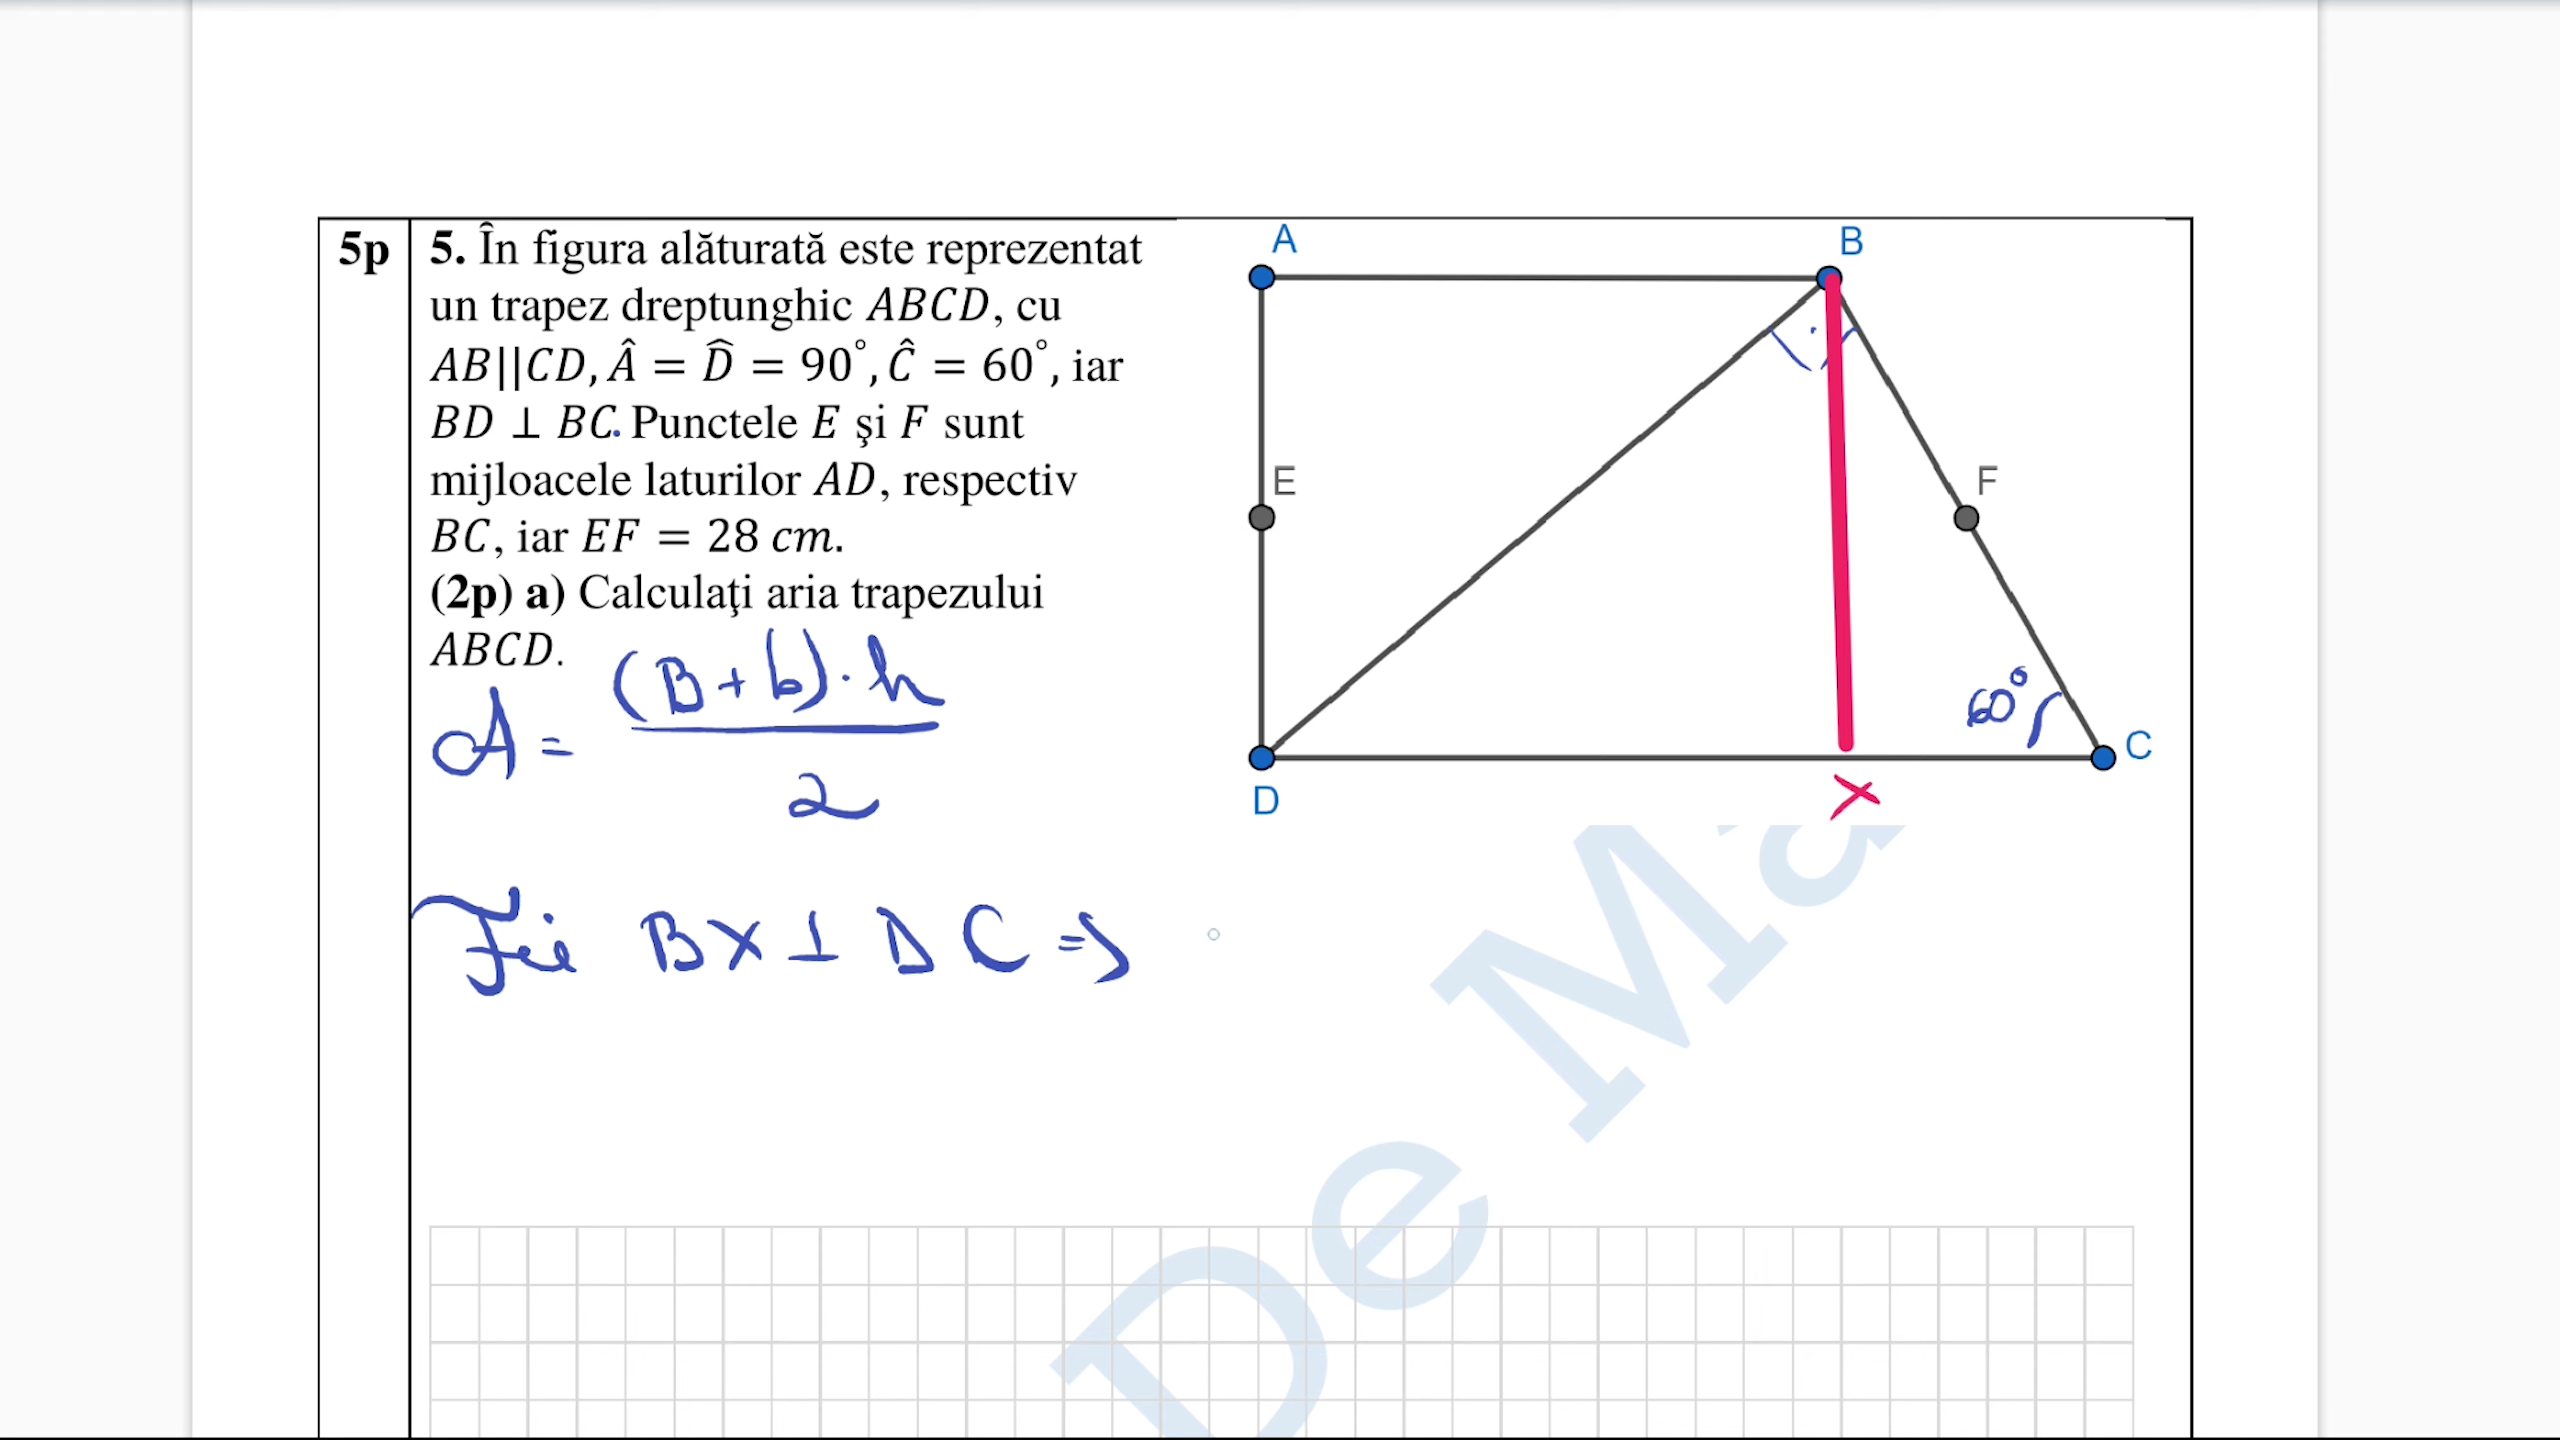 5p
5. În figura alăturată este reprezentat
un trapez dreptunghic ABCD, cu
AB||CD, Â = D̂ = 90°, Ĉ = 60°, iar
BD ⊥ BC. Punctele E şi F sunt
mijloacele laturilor AD, respectiv
BC, iar EF = 28 cm.
(2p) a) Calculaţi aria trapezului
ABCD.
A = (B+b)·h
2
A
B
E
F
60°
C
D
X
Fie BX ⊥ DC =>
De Ma